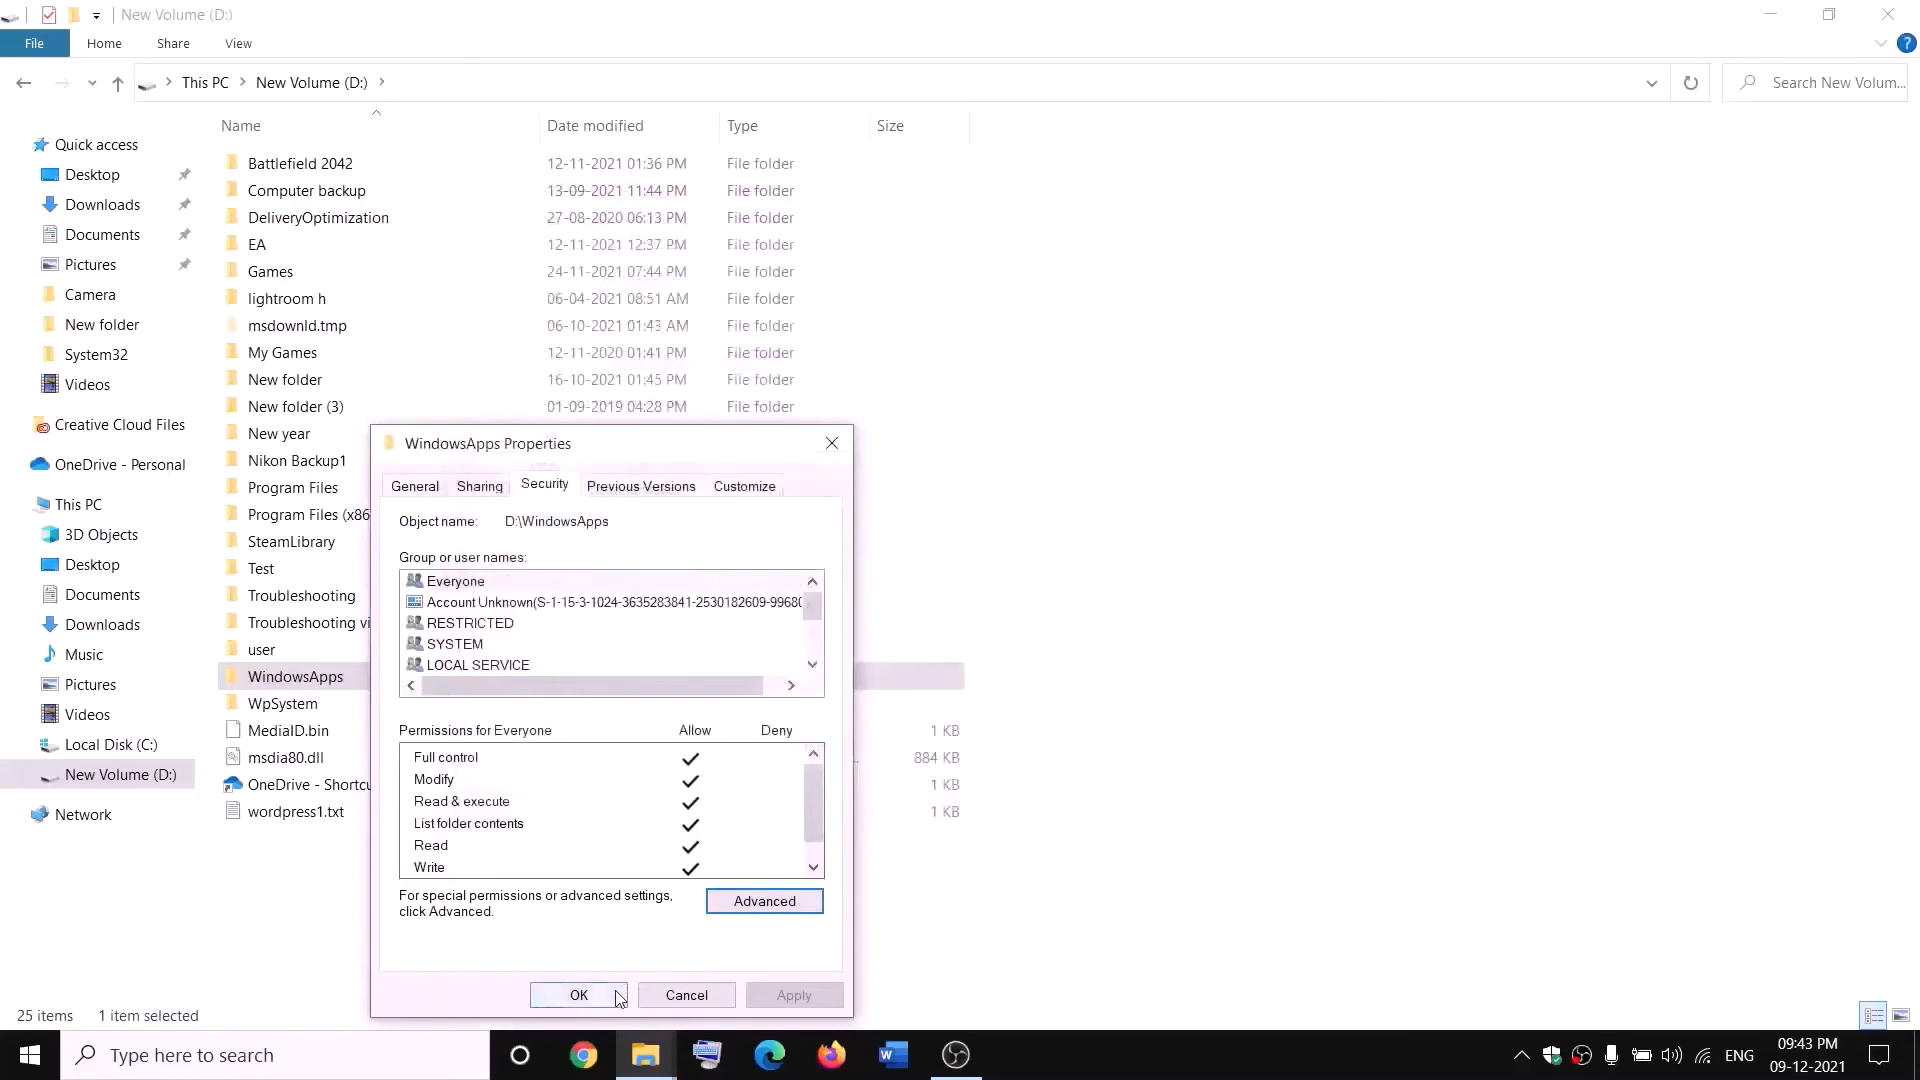 New Volume (D:)
File Home Share View
This PC New Volume (D:) Search New Volum...
Name Date modified Type Size
Quick access
Desktop
Downloads
Documents
Pictures
Camera
New folder
System32
Videos
Creative Cloud Files
OneDrive - Personal
This PC
3D Objects
Desktop
Documents
Downloads
Music
Pictures
Videos
Local Disk (C:)
New Volume (D:)
Network
Battlefield 2042 12-11-2021 01:36 PM File folder
Computer backup 13-09-2021 11:44 PM File folder
DeliveryOptimization 27-08-2020 06:13 PM File folder
EA 12-11-2021 12:37 PM File folder
Games 24-11-2021 07:44 PM File folder
lightroom h 06-04-2021 08:51 AM File folder
msdownld.tmp 06-10-2021 01:43 AM File folder
My Games 12-11-2020 01:41 PM File folder
New folder 16-10-2021 01:45 PM File folder
New folder (3) 01-09-2019 04:28 PM File folder
New year
Nikon Backup1
Program Files
Program Files (x86
SteamLibrary
Test
Troubleshooting
Troubleshooting vi
user
WindowsApps
WpSystem
MediaID.bin 1 KB
msdia80.dll 884 KB
OneDrive - Shortcu 1 KB
wordpress1.txt 1 KB
WindowsApps Properties
General Sharing Security Previous Versions Customize
Object name: D:\WindowsApps
Group or user names:
Everyone
Account Unknown(S-1-15-3-1024-3635283841-2530182609-99680
RESTRICTED
SYSTEM
LOCAL SERVICE
Permissions for Everyone Allow Deny
Full control
Modify
Read & execute
List folder contents
Read
Write
For special permissions or advanced settings,
click Advanced.
Advanced
OK Cancel Apply
25 items 1 item selected
Type here to search
ENG
09:43 PM
09-12-2021